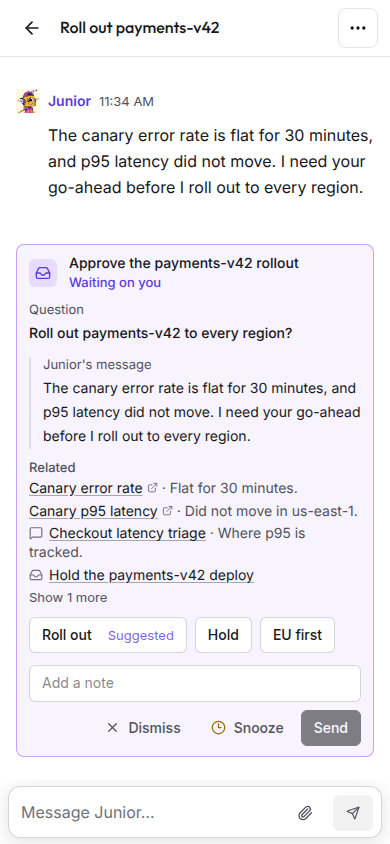 Roll out payments-v42
Junior 11:34 AM
The canary error rate is flat for 30 minutes,
and p95 latency did not move. I need your
go-ahead before I roll out to every region.
Approve the payments-v42 rollout
Waiting on you
Question
Roll out payments-v42 to every region?
Junior's message
The canary error rate is flat for 30 minutes, and
p95 latency did not move. I need your go-ahead
before I roll out to every region.
Related
Canary error rate · Flat for 30 minutes.
Canary p95 latency · Did not move in us-east-1.
Checkout latency triage · Where p95 is
tracked.
Hold the payments-v42 deploy
Show 1 more
Roll out Suggested Hold EU first
Add a note
Dismiss Snooze Send
Message Junior...